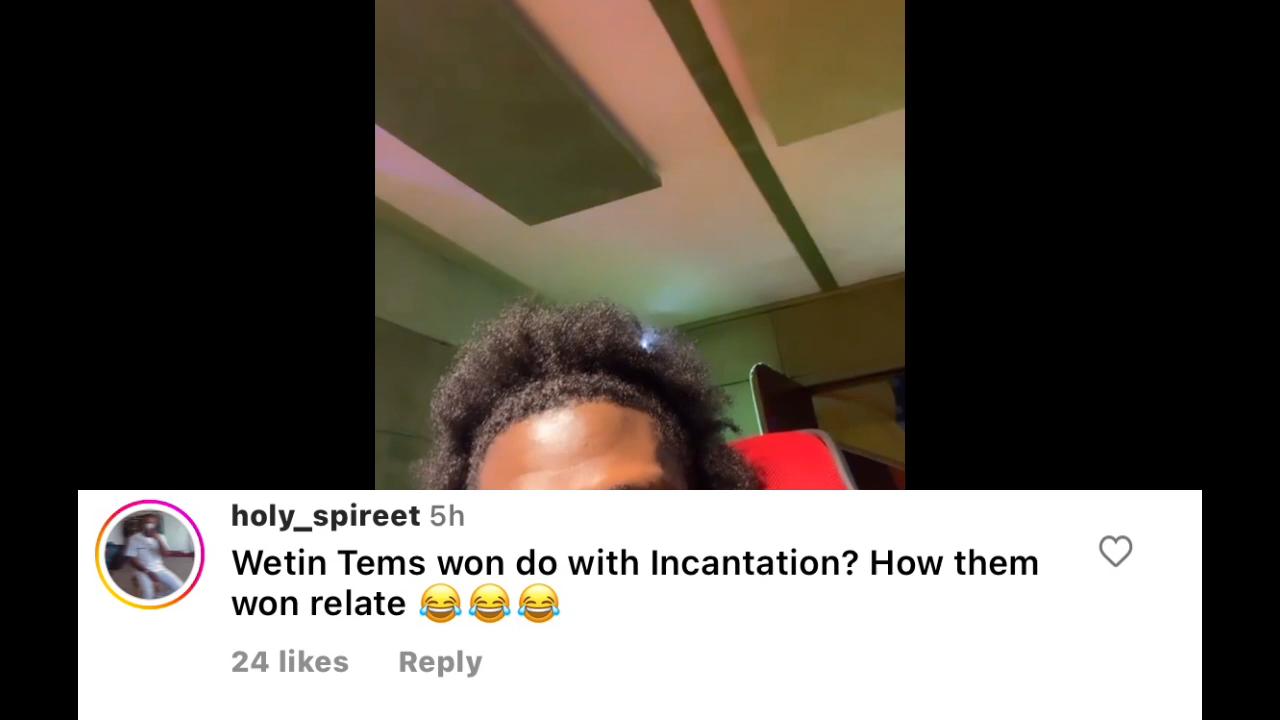 holy_spireet 5h
Wetin Tems won do with Incantation? How them
won relate 😂😂😂
24 likes Reply